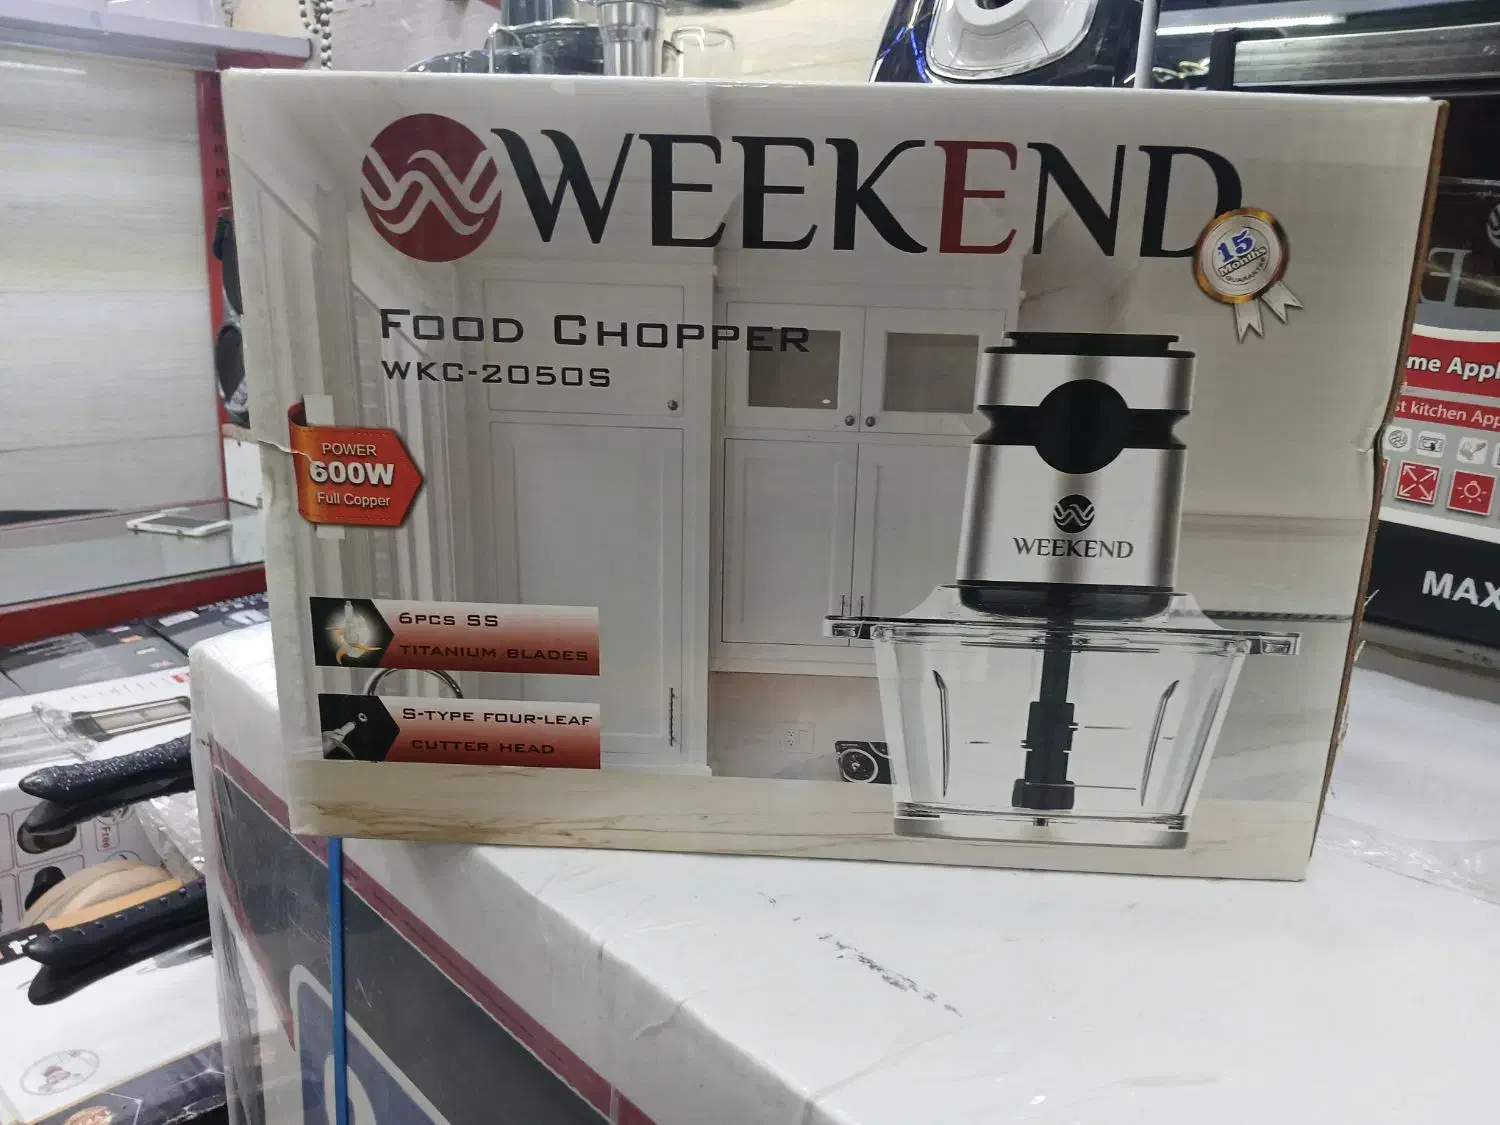 WEEKEND
15
Months
GUARANTEE
FOOD CHOPPER
WKC-2050S
POWER
600W
Full Copper
WEEKEND
6PCS SS
TITANIUM BLADES
S-TYPE FOUR-LEAF
CUTTER HEAD
me Appl
st kitchen App
MAX
Free